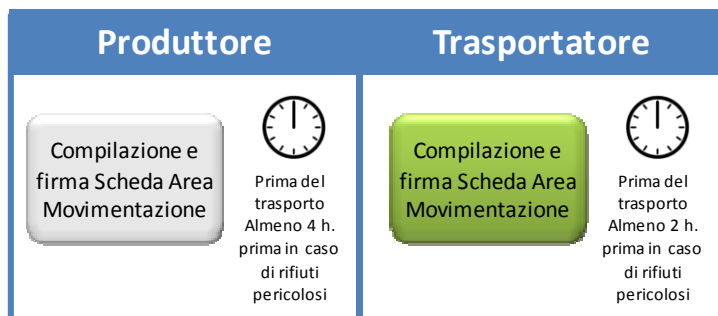 Produttore
Compilazione e
firma Scheda Area
Movimentazione
Prima del
trasporto
Almeno 4 h.
prima in caso
di rifiuti
pericolosi
Trasportatore
Compilazione e
firma Scheda Area
Movimentazione
Prima del
trasporto
Almeno 2 h.
prima in caso
di rifiuti
pericolosi